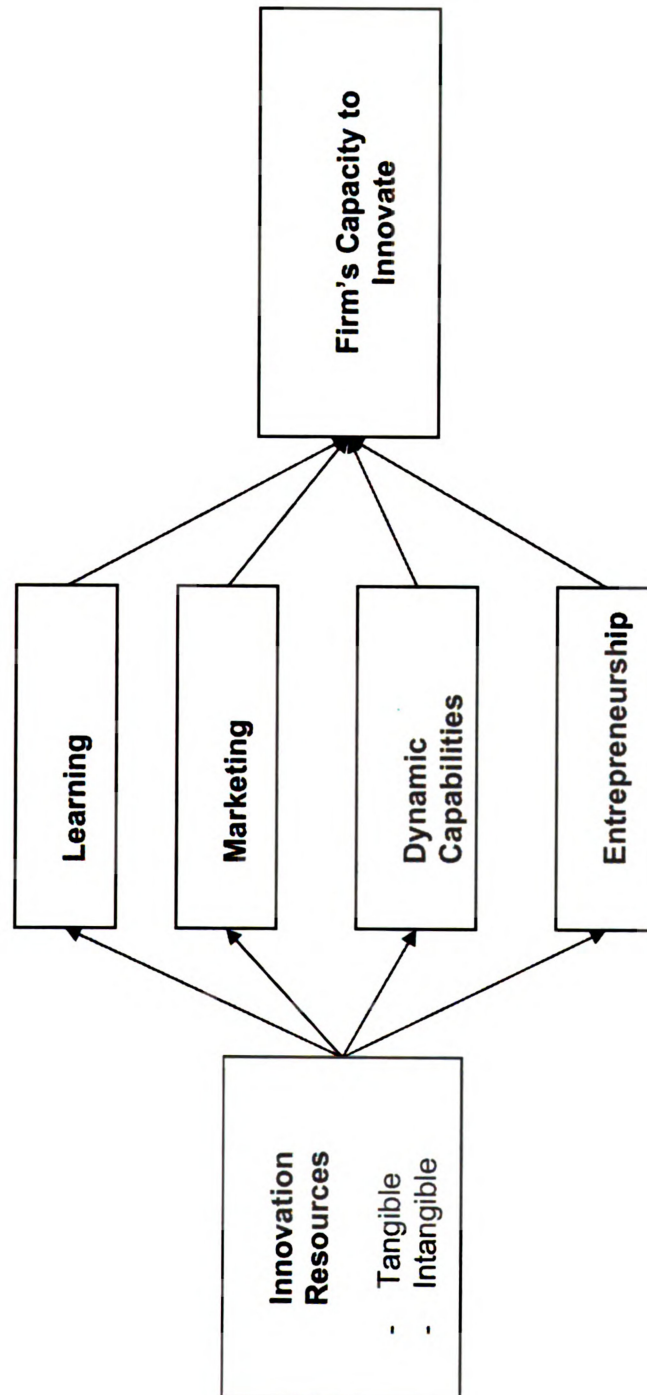 Innovation
Resources
- Tangible
- Intangible
Learning
Marketing
Dynamic
Capabilities
Entrepreneurship
Firm's Capacity to
Innovate